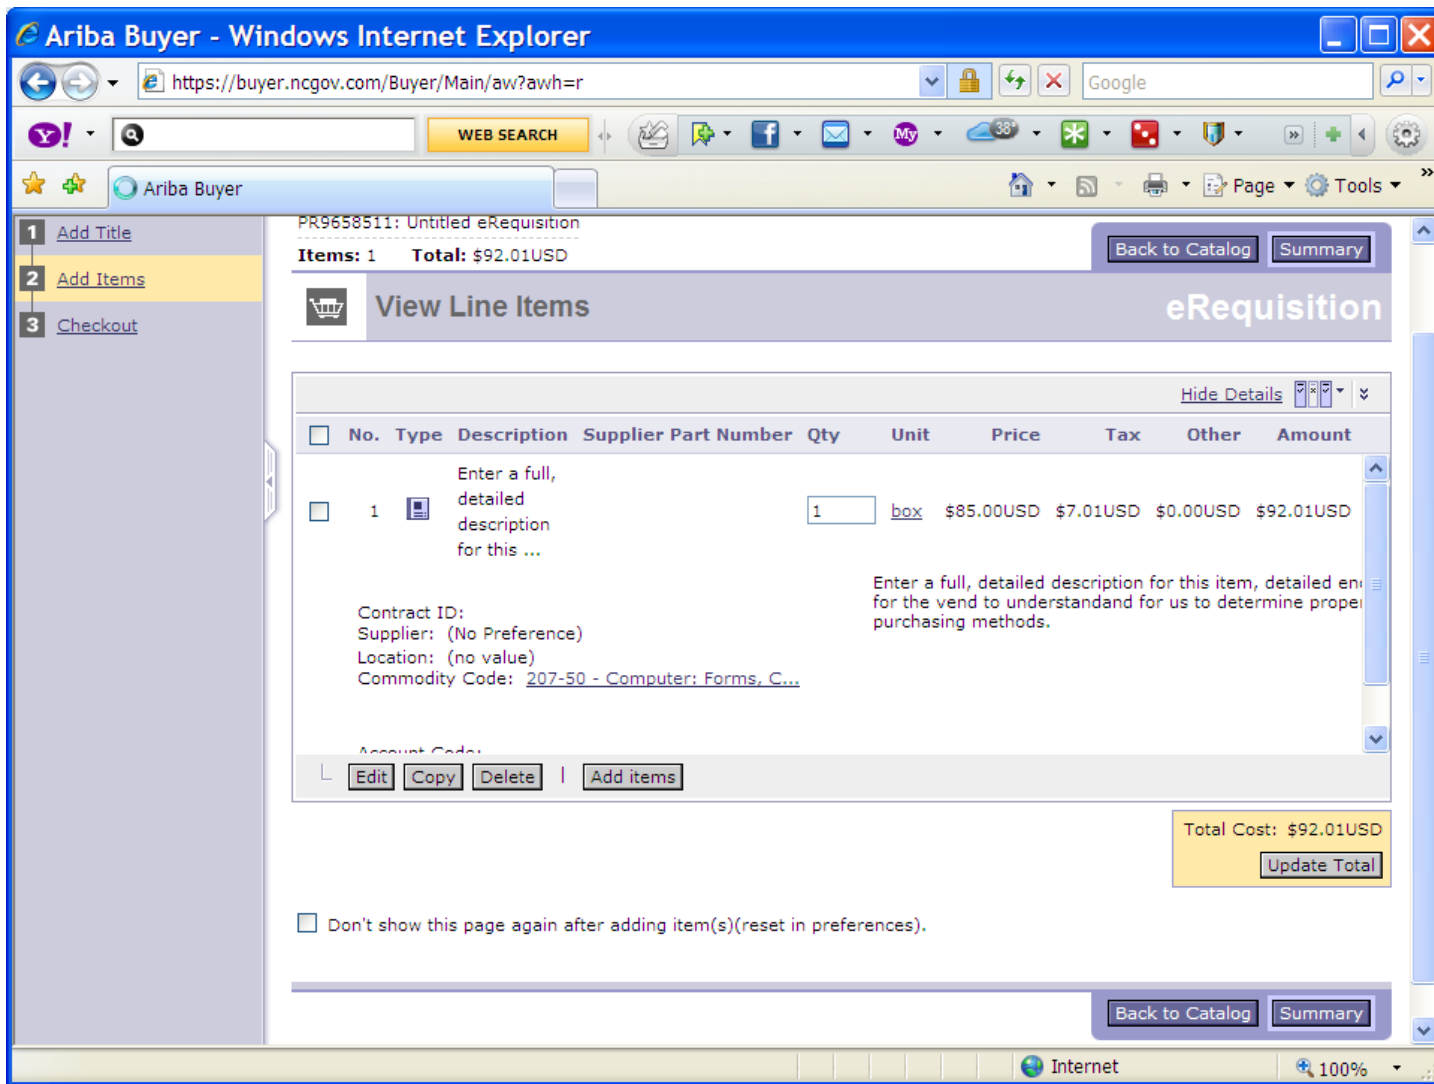 Ariba Buyer - Windows Internet Explorer
https://buyer.ncgov.com/Buyer/Main/aw?awh=r
Google
Y!
WEB SEARCH
My
38°
Ariba Buyer
Page
Tools
1 Add Title
2 Add Items
3 Checkout
PR9658511: Untitled eRequisition
Items: 1 Total: $92.01USD
Back to Catalog Summary
View Line Items
eRequisition
Hide Details
No. Type Description Supplier Part Number Qty Unit Price Tax Other Amount
Enter a full,
detailed
description
for this ...
1 1 box $85.00USD $7.01USD $0.00USD $92.01USD
Enter a full, detailed description for this item, detailed en
for the vend to understandand for us to determine prope
purchasing methods.
Contract ID:
Supplier: (No Preference)
Location: (no value)
Commodity Code: 207-50 - Computer: Forms, C...
Account Code:
Edit Copy Delete | Add items
Total Cost: $92.01USD
Update Total
Don't show this page again after adding item(s)(reset in preferences).
Back to Catalog Summary
Internet
100%